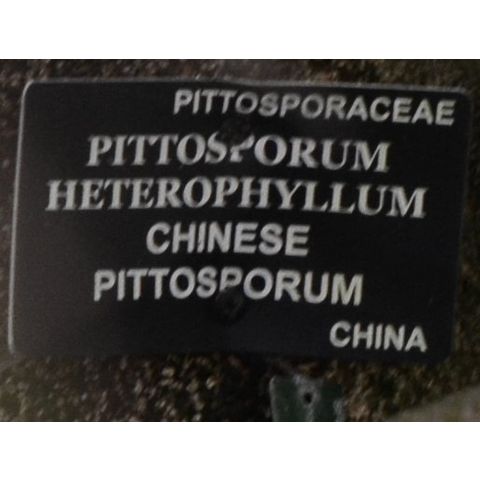 PITTOSPORACEAE
PITTOSPORUM
HETEROPHYLLUM
CHINESE
PITTOSPORUM
CHINA